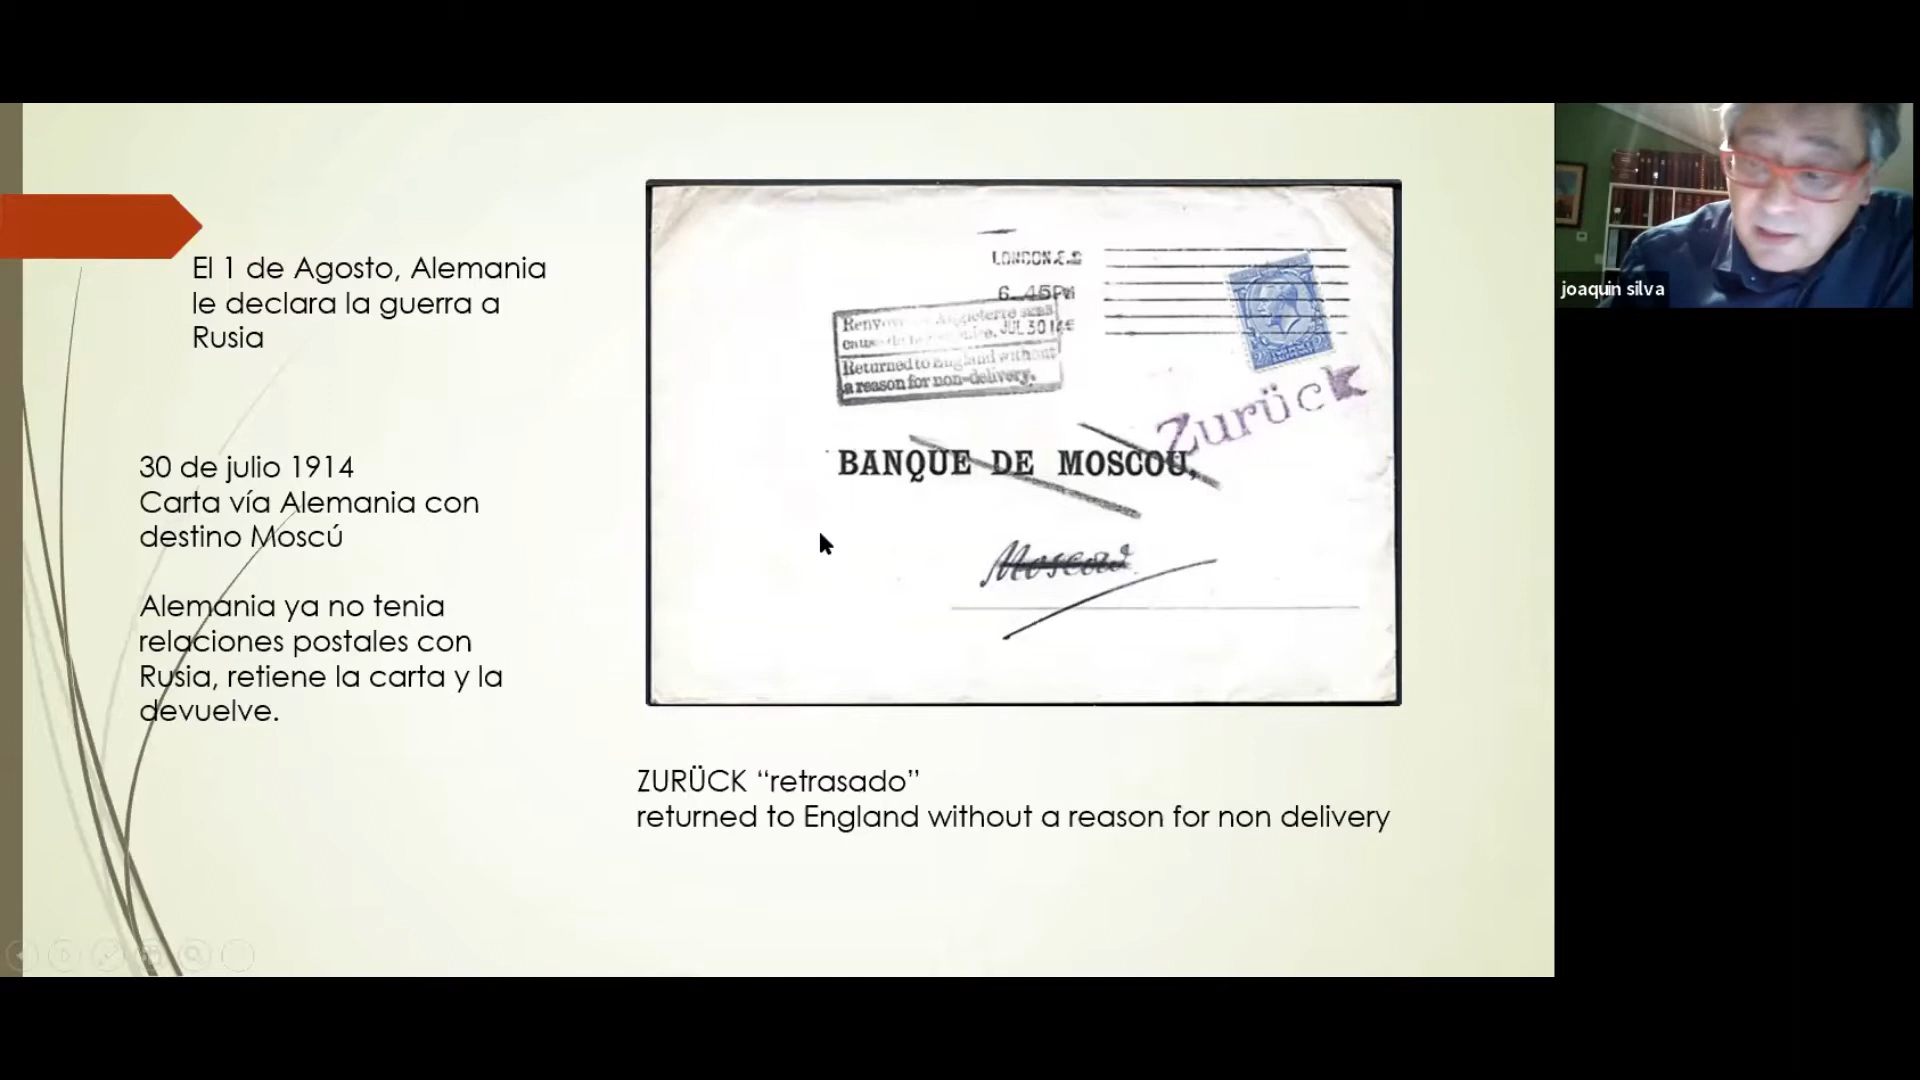 El 1 de Agosto, Alemania
le declara la guerra a
Rusia
30 de julio 1914
Carta vía Alemania con
destino Moscú
Alemania ya no tenia
relaciones postales con
Rusia, retiene la carta y la
devuelve.
LONDON.E.C
6.45PM
JUL 30 14
Returned to England without
a reason for non-delivery.
Zurück
BANQUE DE MOSCOU,
Moscow
ZURÜCK “retrasado”
returned to England without a reason for non delivery
joaquin silva